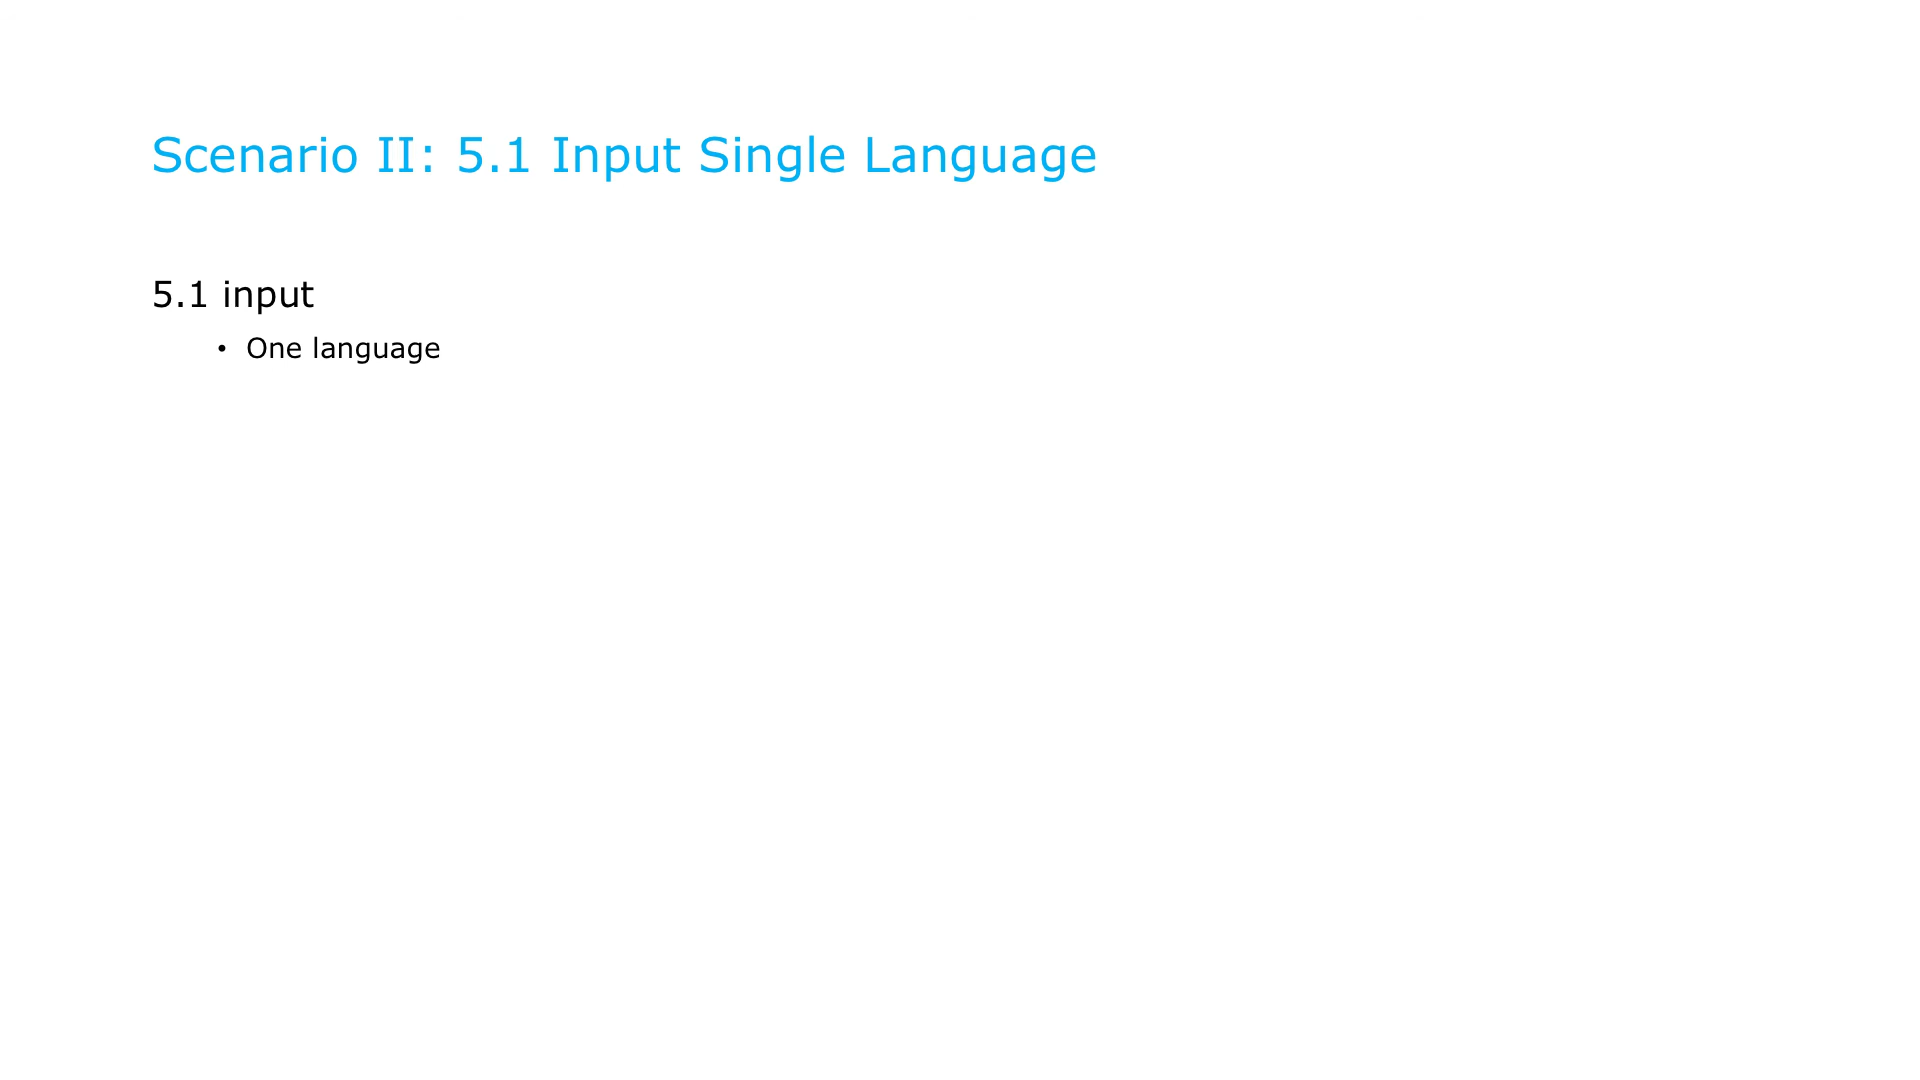 Scenario II: 5.1 Input Single Language
5.1 input
• One language